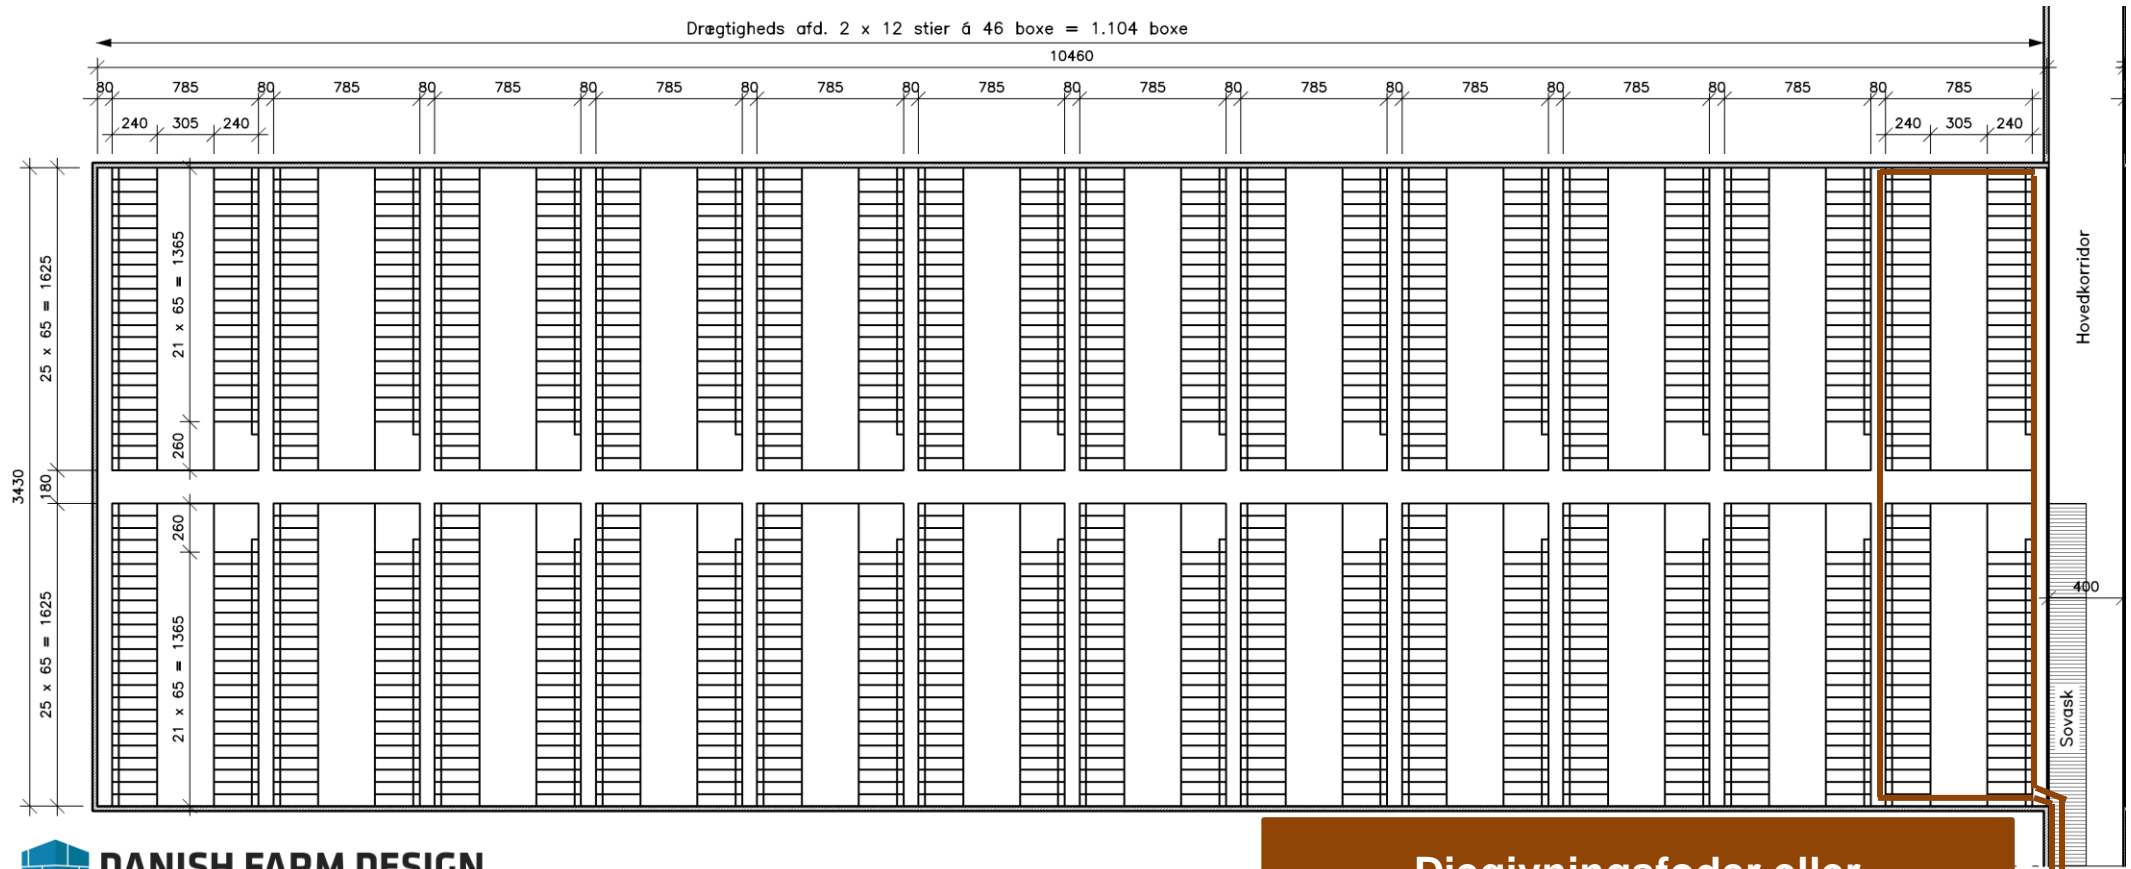 Drægtigheds afd. 2 x 12 stier á 46 boxe = 1.104 boxe
10460
80 785 80 785 80 785 80 785 80 785 80 785 80 785 80 785 80 785 80 785 80 785 80 785
240 305 240 240 305 240
25 x 65 = 1625
21 x 65 = 1365
260
3430
180
260
25 x 65 = 1625
21 x 65 = 1365
Hovedkorridor
400
Sovask
DANISH FARM DESIGN
Diegivningsfoder eller